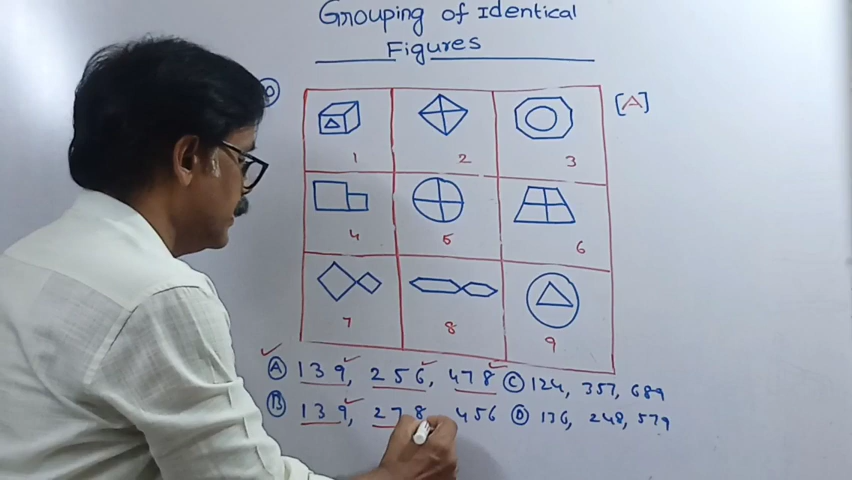 Grouping of Identical
Figures
[A]
1 2 3
4 5 6
7 8 9
(A) 139, 256, 478 (C) 124, 357, 689
(B) 139, 278 456 (D) 136, 248, 579